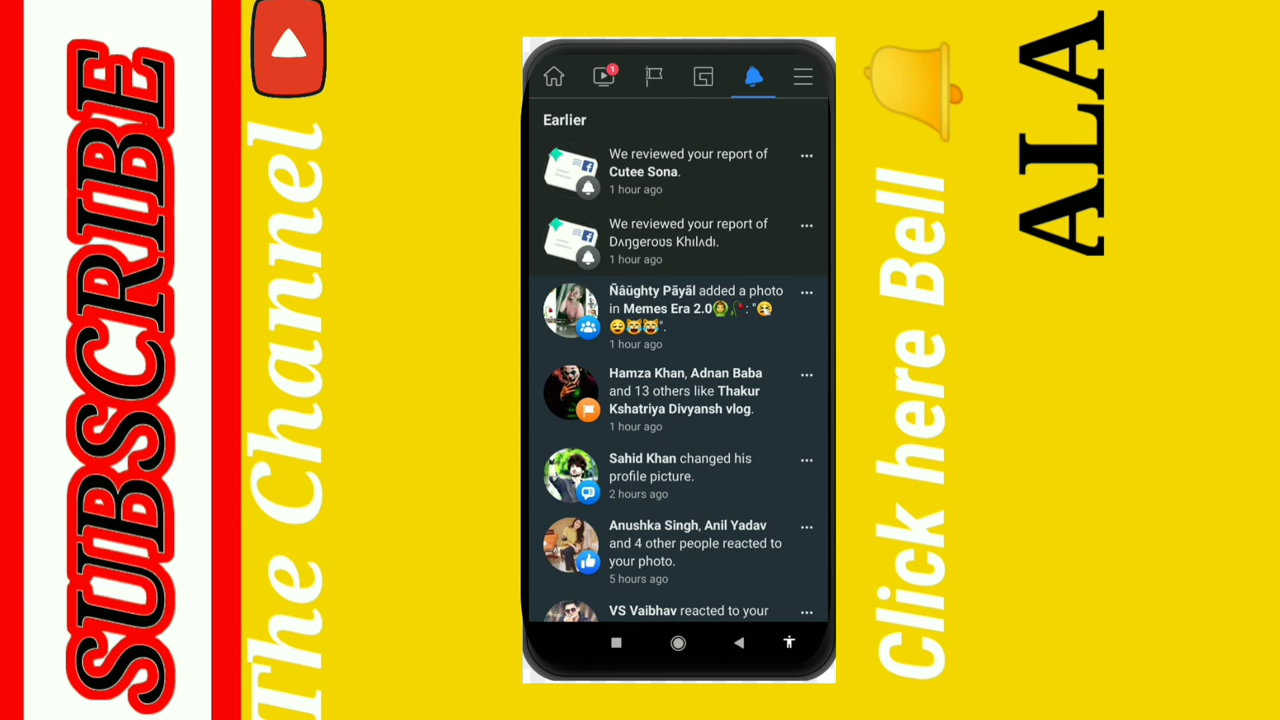 SUBSCRIBE
The Channel
1
Earlier
We reviewed your report of
Cutee Sona.
1 hour ago
We reviewed your report of
Dʌŋgeroʋs Khılʌdı.
1 hour ago
Ñâūghty Pãyãl added a photo
in Memes Era 2.0🙆‍♂️🥀: "🤧
😌😹😹".
1 hour ago
Hamza Khan, Adnan Baba
and 13 others like Thakur
Kshatriya Divyansh vlog.
1 hour ago
Sahid Khan changed his
profile picture.
2 hours ago
Anushka Singh, Anil Yadav
and 4 other people reacted to
your photo.
5 hours ago
VS Vaibhav reacted to your
Click here Bell
ALA